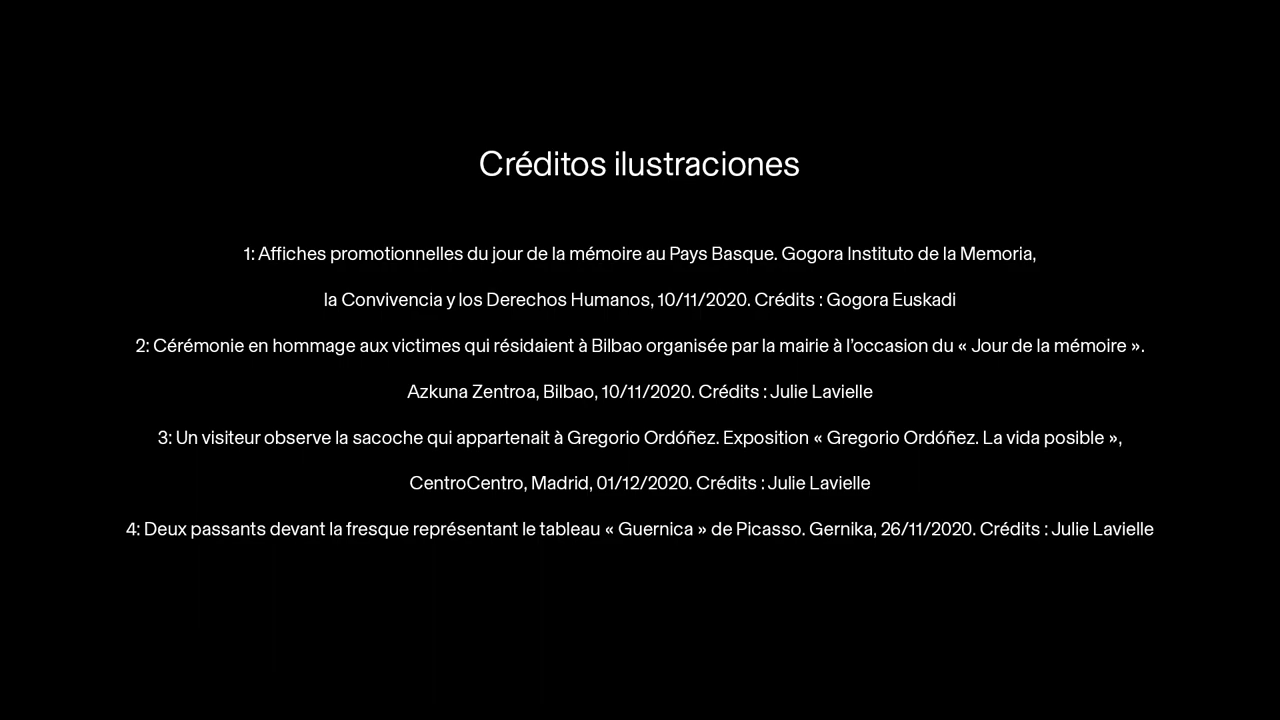 Créditos ilustraciones
1: Affiches promotionnelles du jour de la mémoire au Pays Basque. Gogora Instituto de la Memoria,
la Convivencia y los Derechos Humanos, 10/11/2020. Crédits : Gogora Euskadi
2: Cérémonie en hommage aux victimes qui résidaient à Bilbao organisée par la mairie à l’occasion du « Jour de la mémoire ».
Azkuna Zentroa, Bilbao, 10/11/2020. Crédits : Julie Lavielle
3: Un visiteur observe la sacoche qui appartenait à Gregorio Ordóñez. Exposition « Gregorio Ordóñez. La vida posible »,
CentroCentro, Madrid, 01/12/2020. Crédits : Julie Lavielle
4: Deux passants devant la fresque représentant le tableau « Guernica » de Picasso. Gernika, 26/11/2020. Crédits : Julie Lavielle